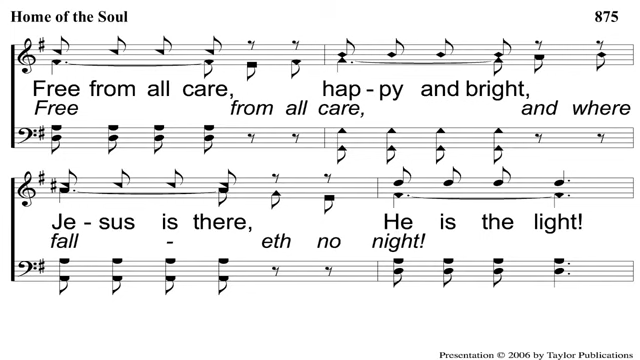 Home of the Soul 875
Free from all care, hap - py and bright,
Free from all care, and where
Je - sus is there, He is the light!
fall - eth no night!
Presentation © 2006 by Taylor Publications